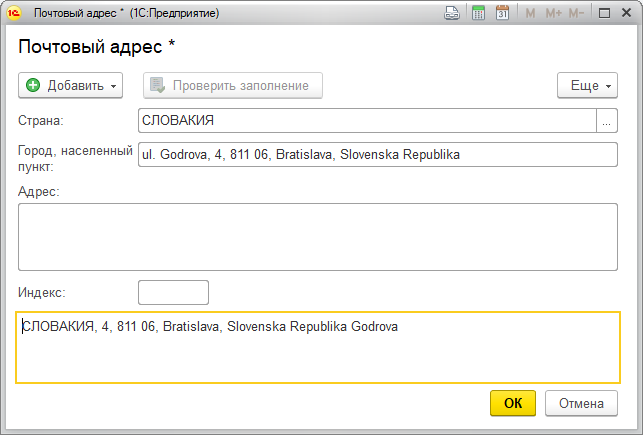 Почтовый адрес * (1С:Предприятие)
M M+ M-
Почтовый адрес *
Добавить
Проверить заполнение
Еще
Страна:
СЛОВАКИЯ
...
Город, населенный
пункт:
ul. Godrova, 4, 811 06, Bratislava, Slovenska Republika
Адрес:
Индекс:
СЛОВАКИЯ, 4, 811 06, Bratislava, Slovenska Republika Godrova
ОК
Отмена